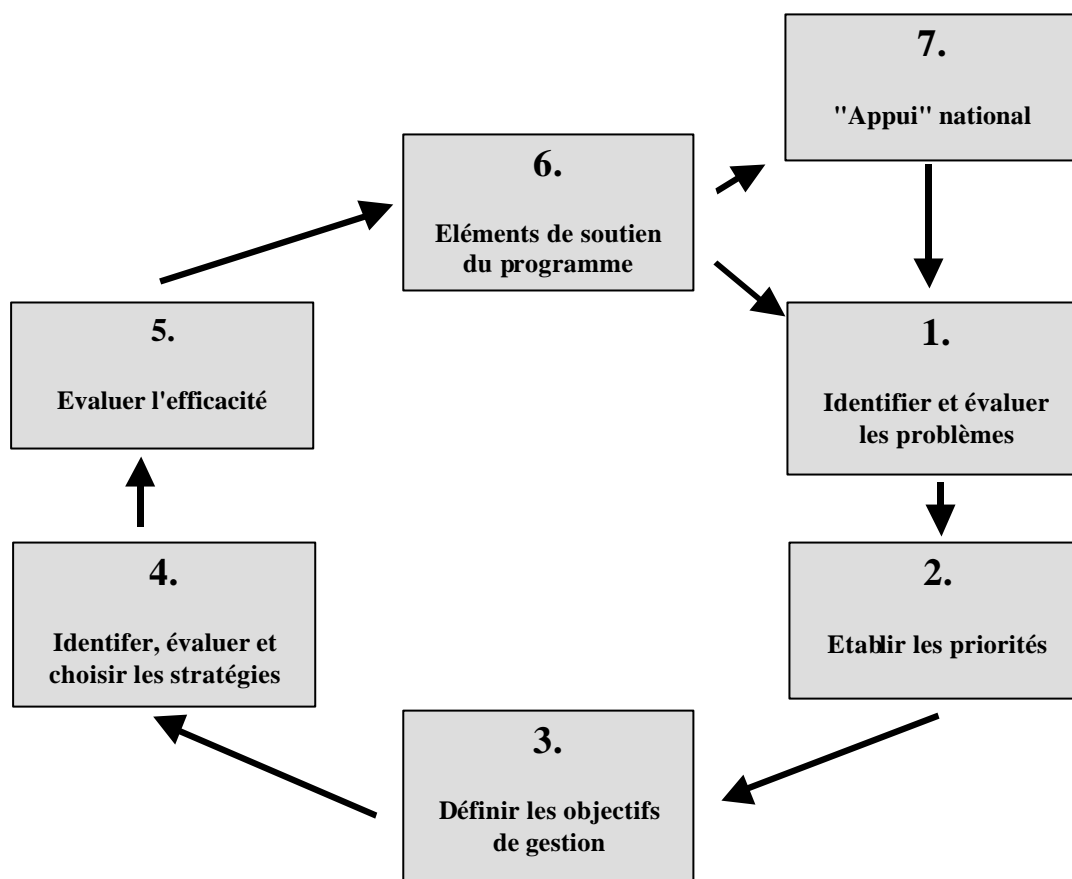 7.
"Appui" national
6.
Eléments de soutien
du programme
5.
Evaluer l'efficacité
1.
Identifier et évaluer
les problèmes
4.
Identifer, évaluer et
choisir les stratégies
2.
Etablir les priorités
3.
Définir les objectifs
de gestion